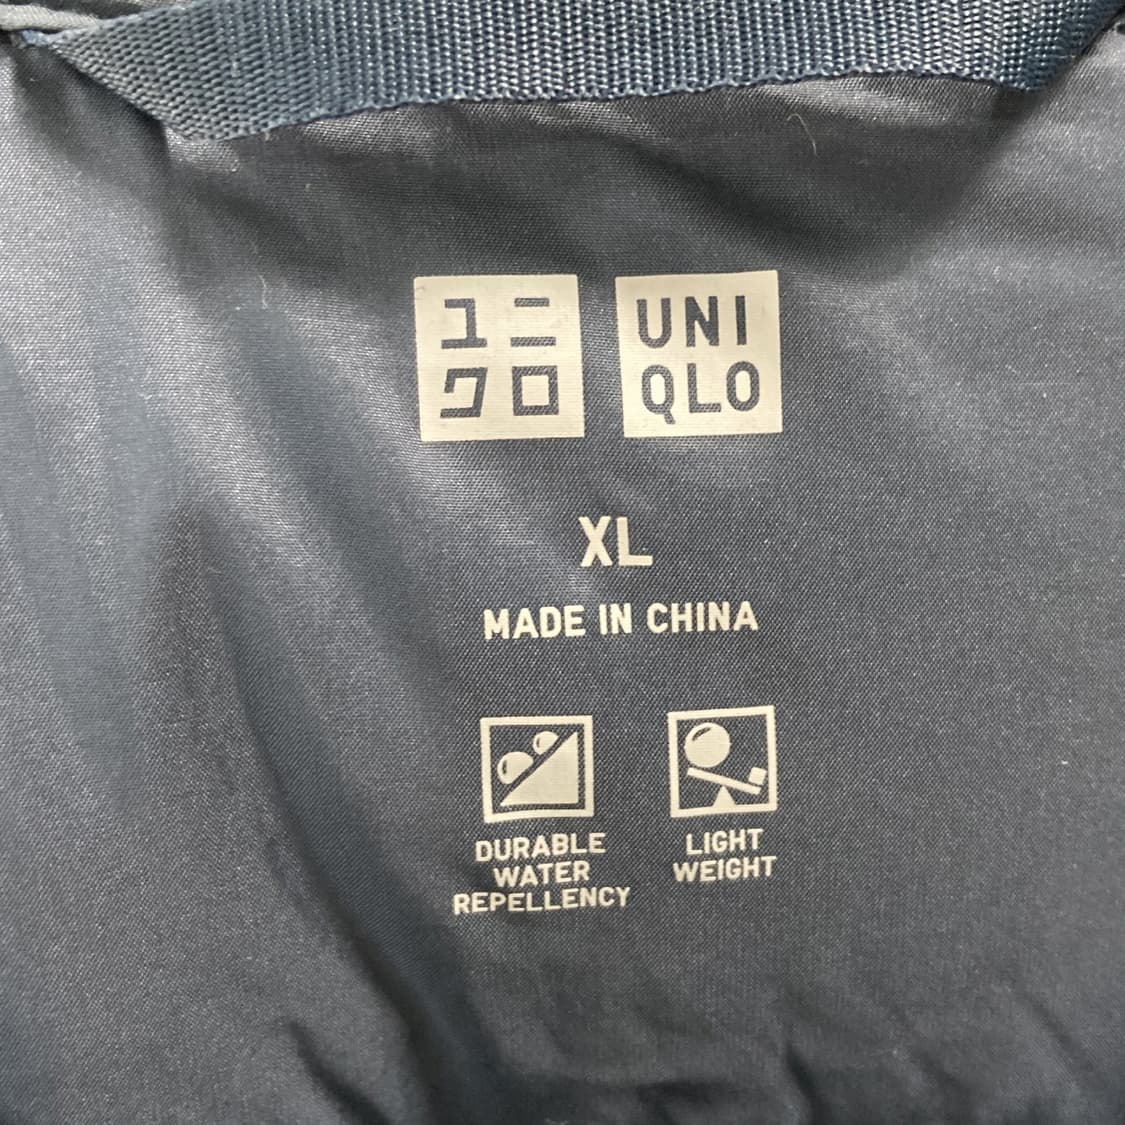 ユニ
クロ
UNI
QLO
XL
MADE IN CHINA
DURABLE
WATER
REPELLENCY
LIGHT
WEIGHT